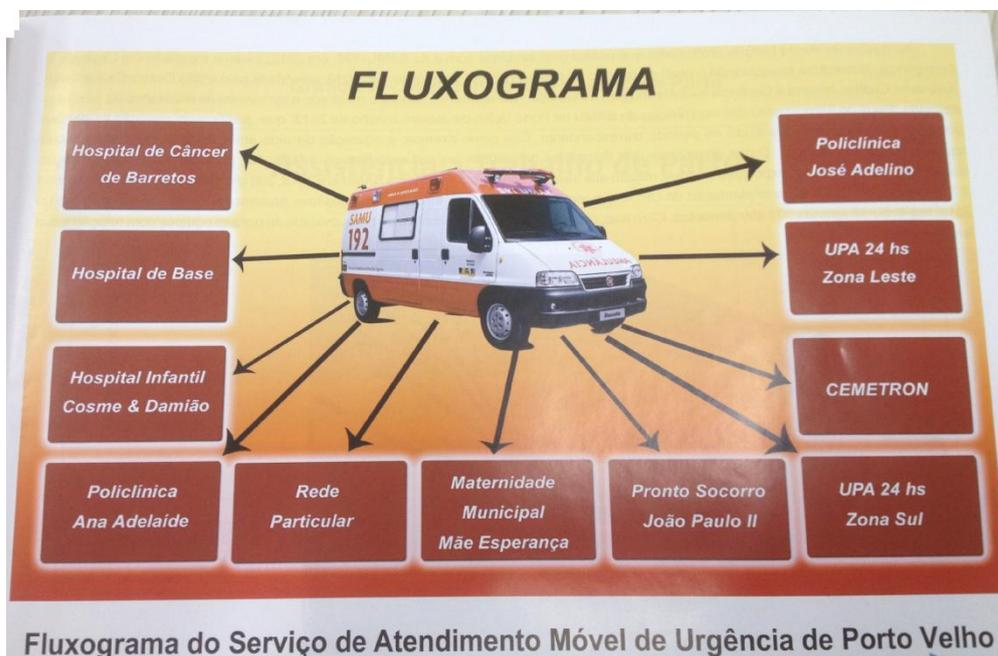 FLUXOGRAMA
Hospital de Câncer
de Barretos
Hospital de Base
Hospital Infantil
Cosme & Damião
Policlínica
Ana Adelaide
Rede
Particular
Maternidade
Municipal
Mãe Esperança
Pronto Socorro
João Paulo II
UPA 24 hs
Zona Sul
CEMETRON
UPA 24 hs
Zona Leste
Policlínica
José Adelino
SAMU
192
AMBULÂNCIA
Fluxograma do Serviço de Atendimento Móvel de Urgência de Porto Velho